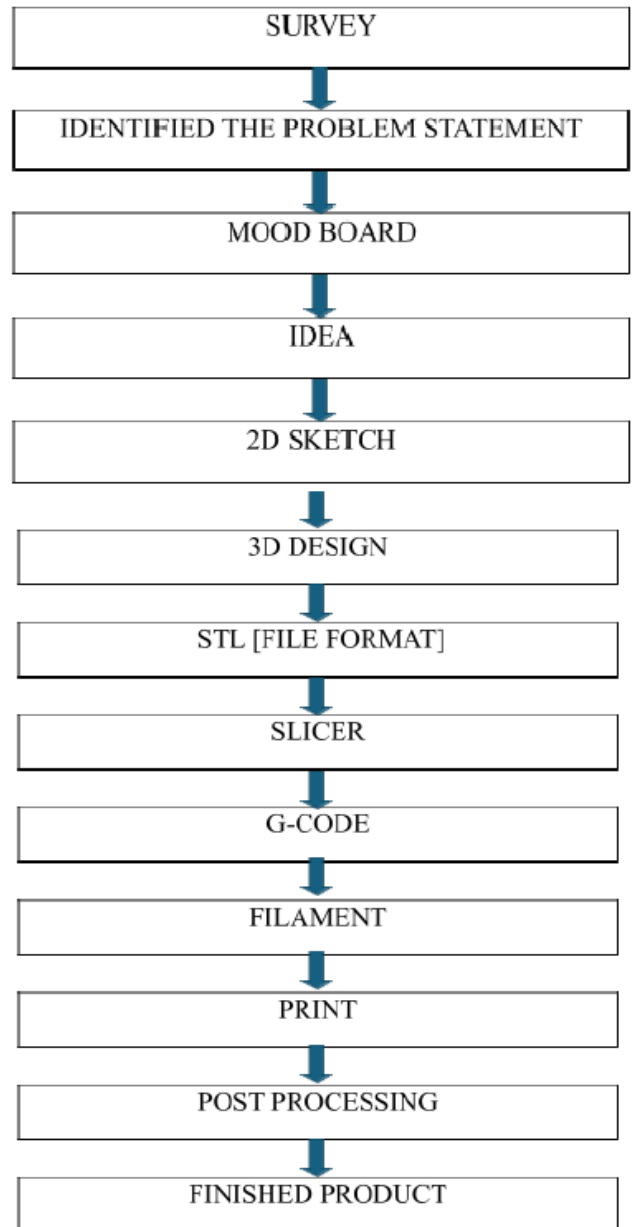 SURVEY
IDENTIFIED THE PROBLEM STATEMENT
MOOD BOARD
IDEA
2D SKETCH
3D DESIGN
STL [FILE FORMAT]
SLICER
G-CODE
FILAMENT
PRINT
POST PROCESSING
FINISHED PRODUCT